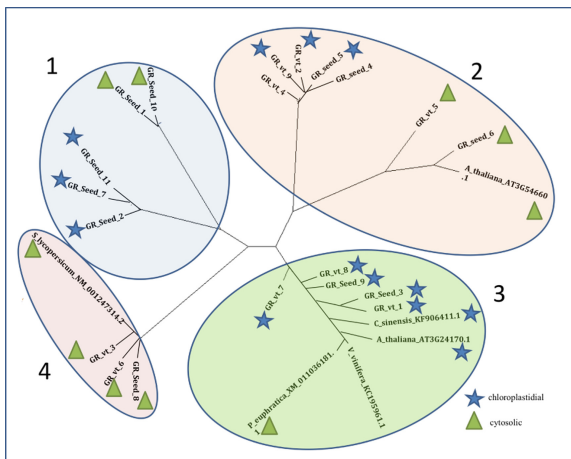 1
GR_Seed_10
GR_Seed_1
GR_Seed_11
GR_Seed_7
GR_Seed_2
2
GR_vt_2
GR_vt_9
GR_seed_5
GR_seed_4
GR_vt_4
GR_vt_5
GR_seed_6
A_thaliana_AT3G54660
.1
3
GR_vt_8
GR_Seed_9
GR_Seed_3
GR_vt_7
GR_vt_1
C_sinensis_KF906411.1
A_thaliana_AT3G24170.1
V_vinifera_KC195961.1
P_euphratica_XM_011036181.
1
4
S_lycopersicum_NM_001247314.2
GR_vt_3
GR_vt_6
GR_Seed_8
chloroplastidial
cytosolic